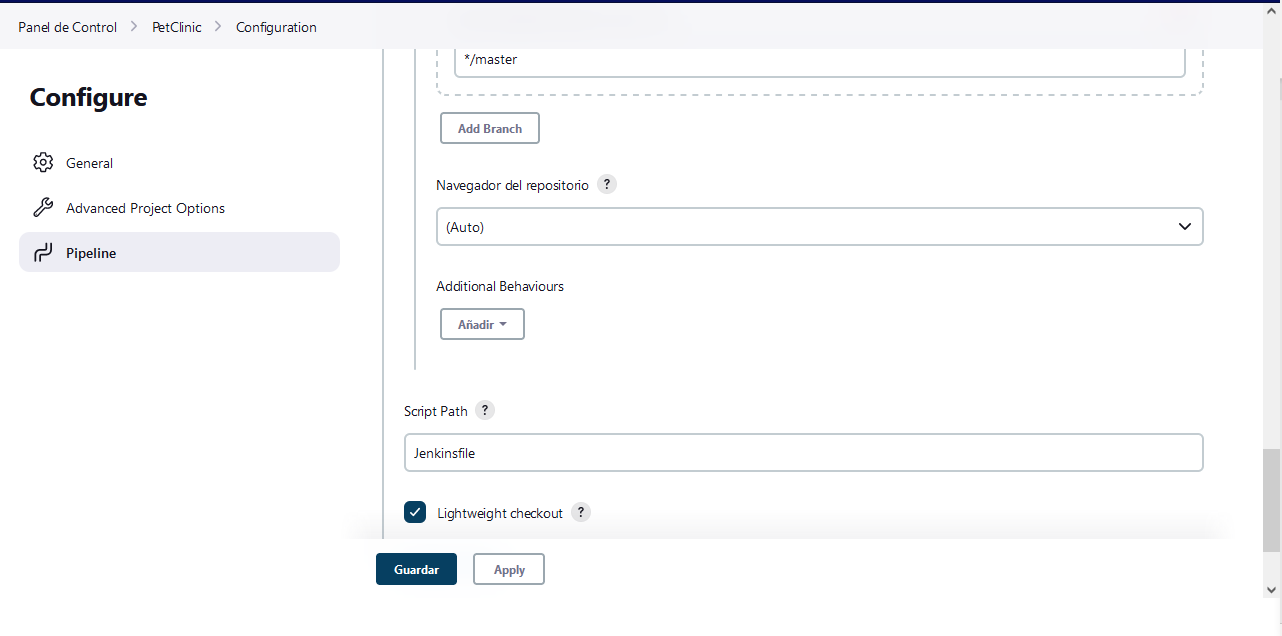 Panel de Control > PetClinic > Configuration
Configure
General
Advanced Project Options
Pipeline
*/master
Add Branch
Navegador del repositorio ?
(Auto)
Additional Behaviours
Añadir
Script Path ?
Jenkinsfile
Lightweight checkout ?
Guardar Apply